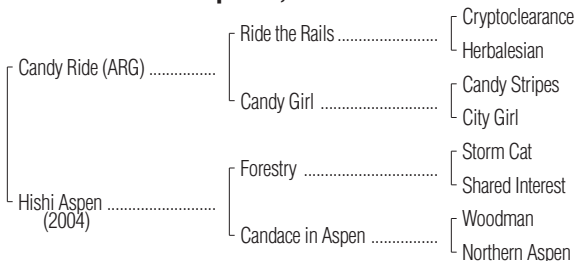 Cryptoclearance
Ride the Rails ........................
Herbalesian
Candy Ride (ARG) ................
Candy Stripes
Candy Girl ............................
City Girl
Storm Cat
Forestry ................................
Shared Interest
Hishi Aspen ..........................
(2004)
Woodman
Candace in Aspen ................
Northern Aspen